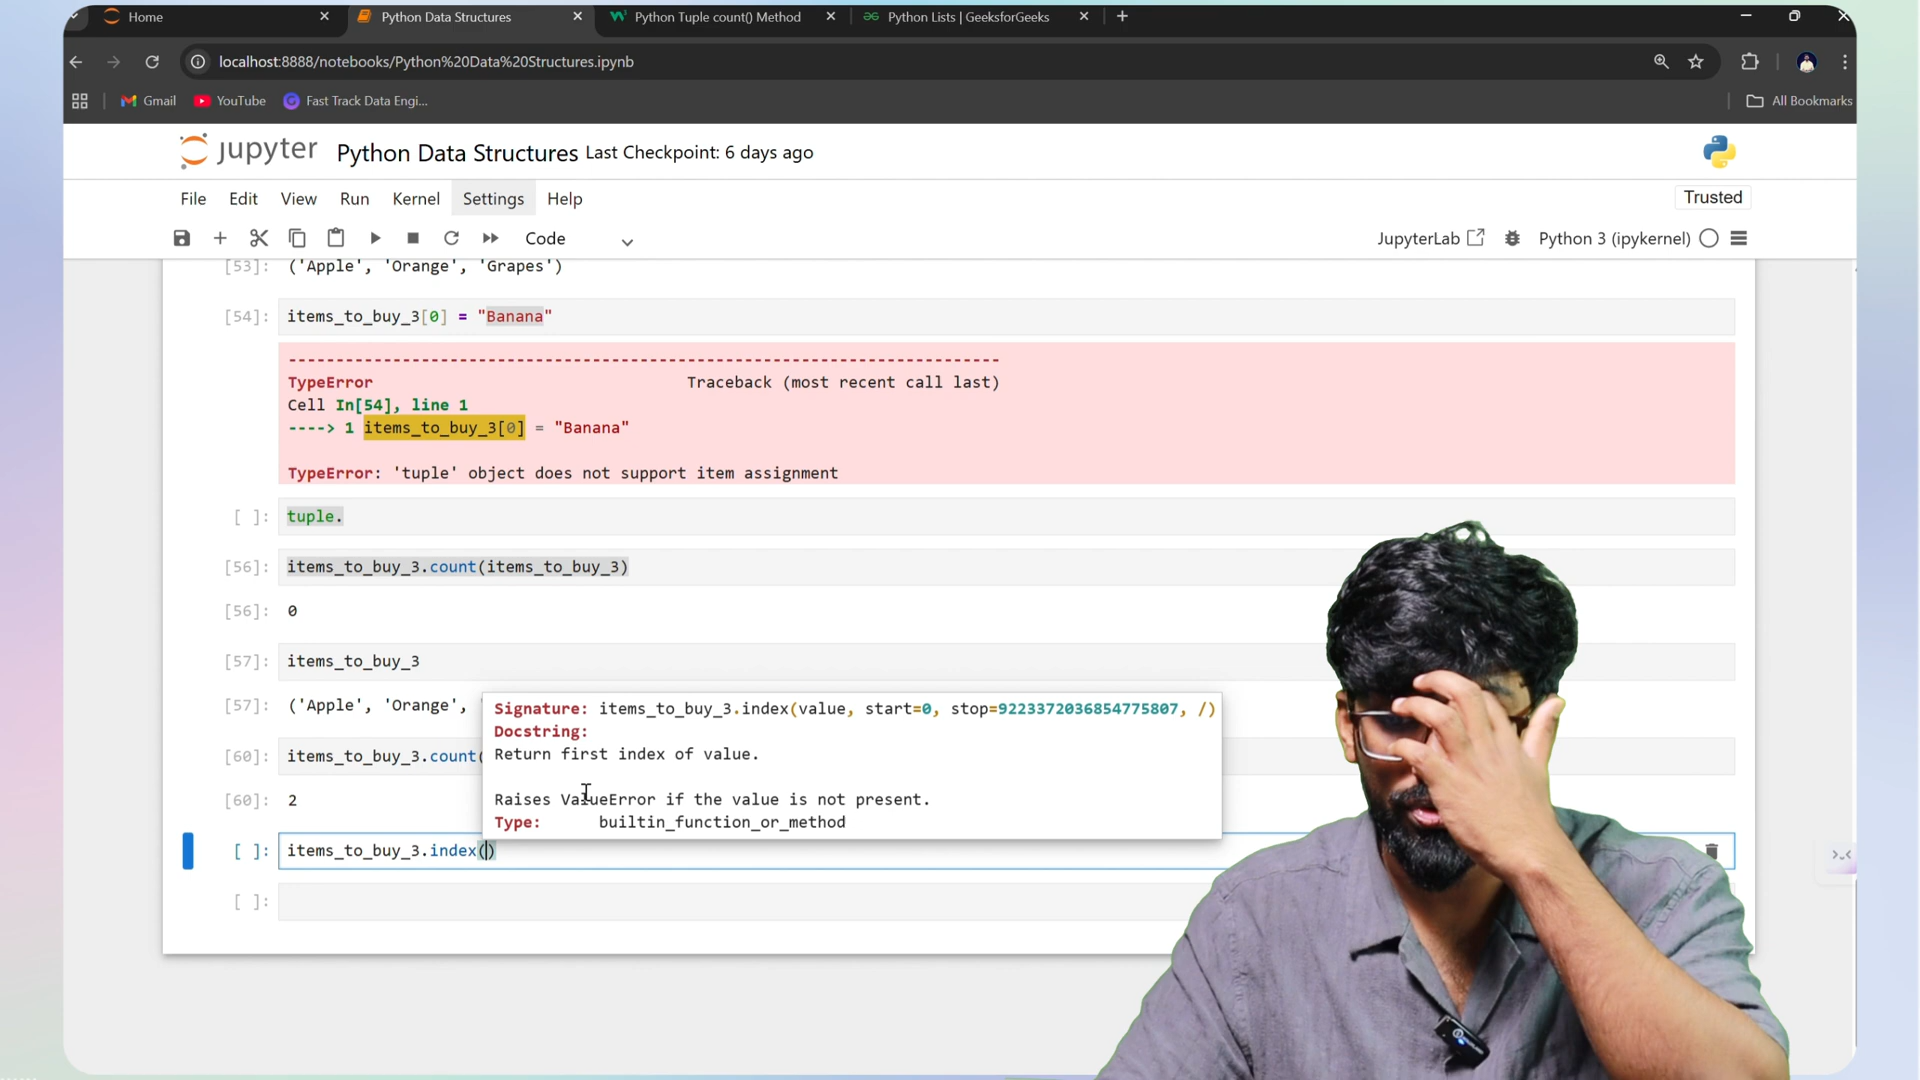 Home
Python Data Structures
Python Tuple count() Method
Python Lists | GeeksforGeeks
localhost:8888/notebooks/Python%20Data%20Structures.ipynb
Gmail
YouTube
Fast Track Data Engi...
All Bookmarks
jupyter Python Data Structures Last Checkpoint: 6 days ago
File Edit View Run Kernel Settings Help
Trusted
Code
JupyterLab
Python 3 (ipykernel)
[53]: ('Apple', 'Orange', 'Grapes')
[54]: items_to_buy_3[0] = "Banana"
---------------------------------------------------------------------------
TypeError Traceback (most recent call last)
Cell In[54], line 1
----> 1 items_to_buy_3[0] = "Banana"
TypeError: 'tuple' object does not support item assignment
[ ]: tuple.
[56]: items_to_buy_3.count(items_to_buy_3)
[56]: 0
[57]: items_to_buy_3
[57]: ('Apple', 'Orange',
[60]: items_to_buy_3.count(
[60]: 2
Signature: items_to_buy_3.index(value, start=0, stop=9223372036854775807, /)
Docstring:
Return first index of value.
Raises ValueError if the value is not present.
Type: builtin_function_or_method
[ ]: items_to_buy_3.index()
[ ]: